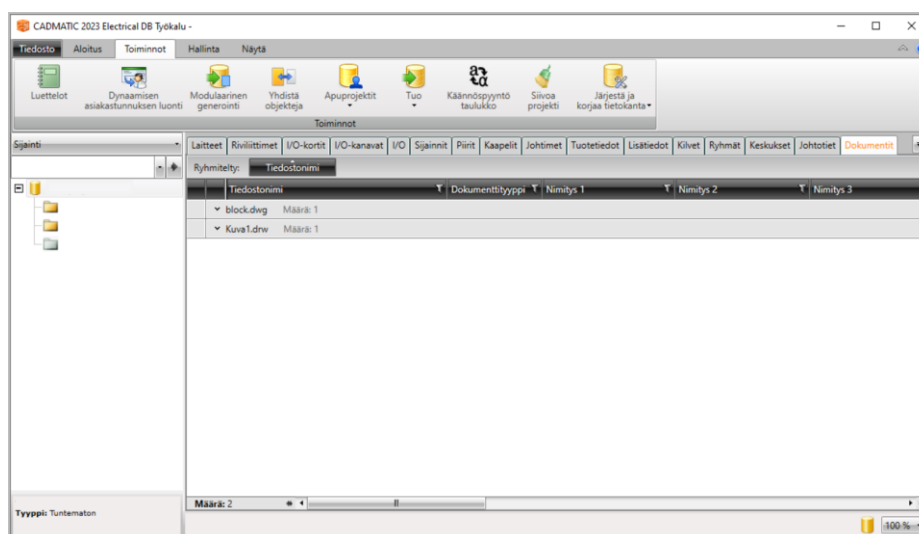 CADMATIC 2023 Electrical DB Työkalu -
Tiedosto Aloitus Toiminnot Hallinta Näytä
Luettelot Dynaamisen asiakastunnuksen luonti Modulaarinen generointi Yhdistä objekteja Apuprojektit Tuo Käännöspyyntö taulukko Siivoa projekti Järjestä ja korjaa tietokanta
Toiminnot
Sijainti
Laitteet Riviliittimet I/O-kortit I/O-kanavat I/O Sijainnit Piirit Kaapelit Johtimet Tuotetiedot Lisätiedot Kilvet Ryhmät Keskukset Johtotiet Dokumentit
Ryhmitelty: Tiedostonimi
Tiedostonimi Dokumenttityyppi Nimitys 1 Nimitys 2 Nimitys 3
block.dwg Määrä: 1
Kuva1.drw Määrä: 1
Määrä: 2
Tyyppi: Tuntematon
100 %